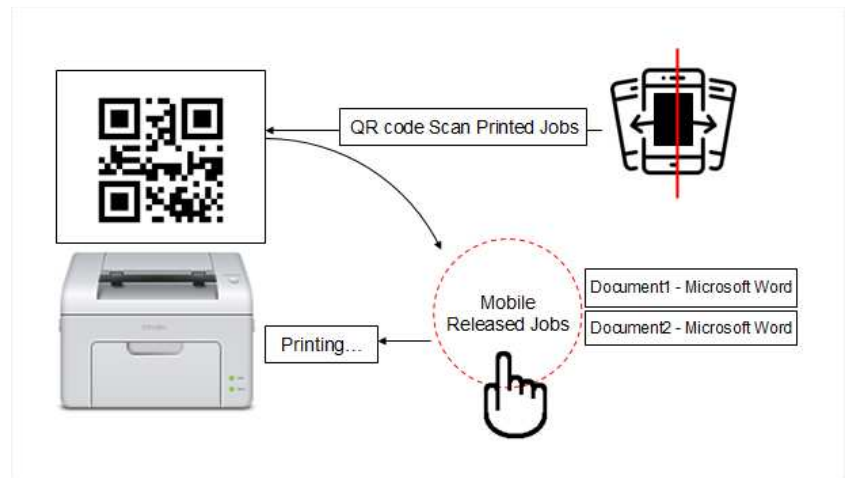 QR code Scan Printed Jobs
Mobile
Released Jobs
Document1 - Microsoft Word
Document2 - Microsoft Word
Printing...